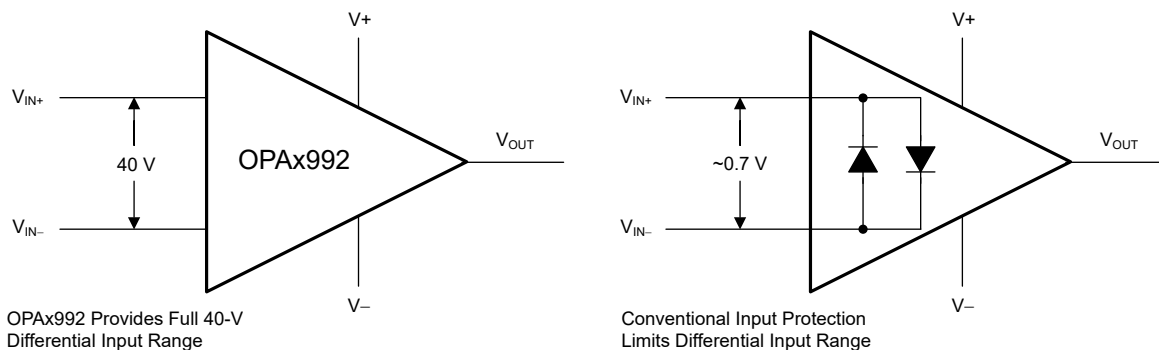 V+
V+
VIN+
40 V
OPAx992
VOUT
VIN−
V−
OPAx992 Provides Full 40-V
Differential Input Range
VIN+
~0.7 V
VOUT
VIN−
V−
Conventional Input Protection
Limits Differential Input Range